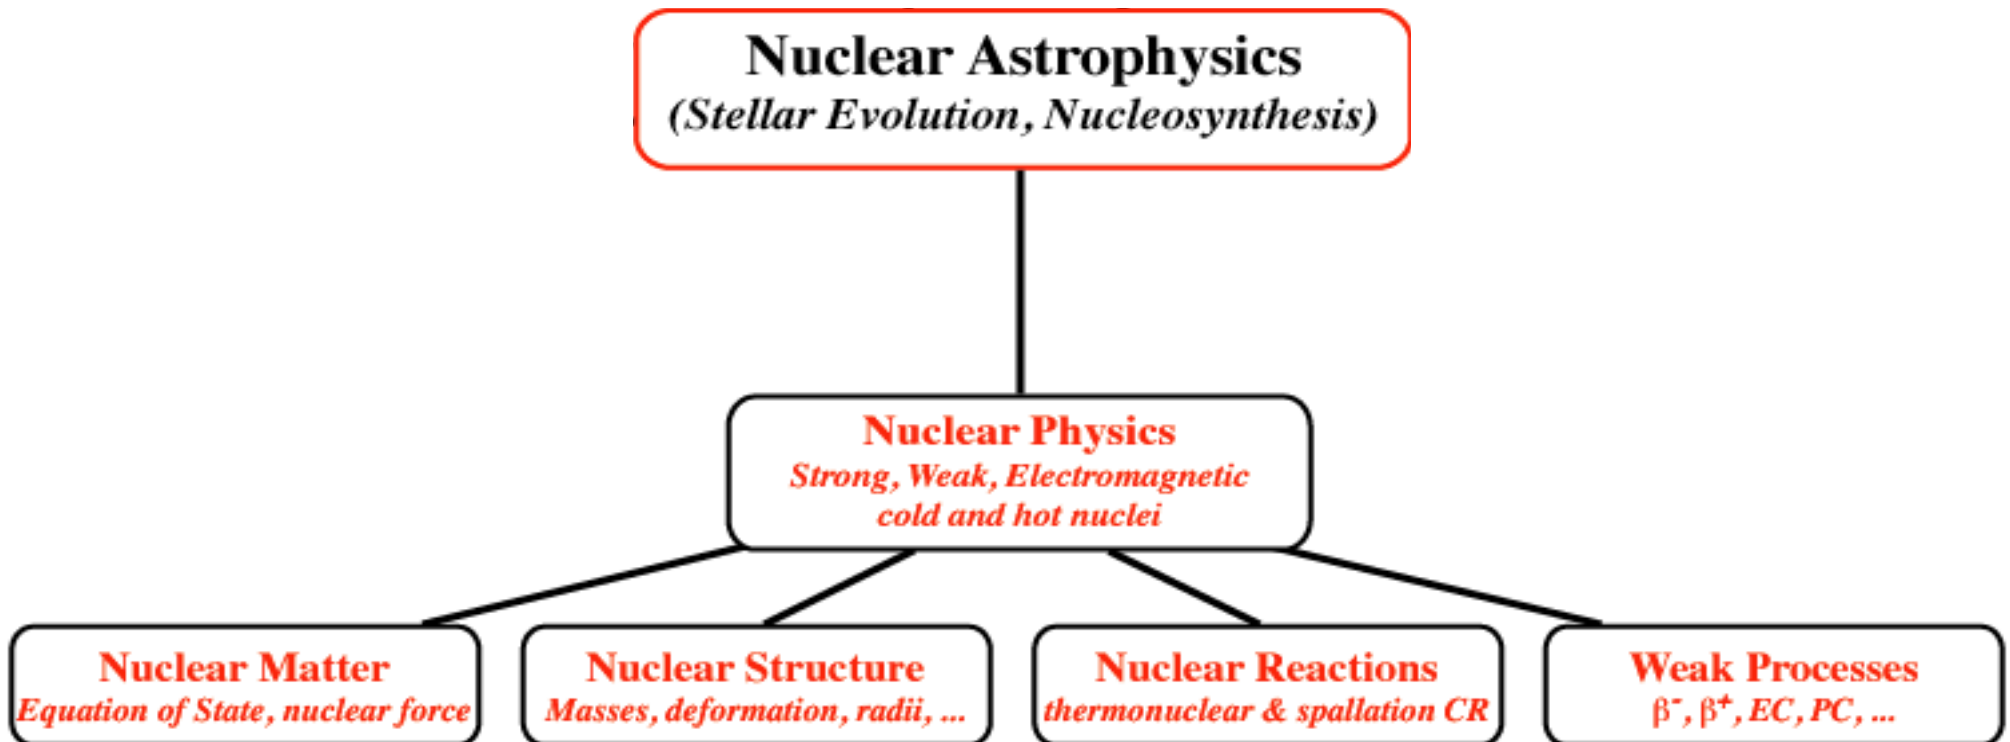 Nuclear Astrophysics
(Stellar Evolution, Nucleosynthesis)
Nuclear Physics
Strong, Weak, Electromagnetic
cold and hot nuclei
Nuclear Matter
Equation of State, nuclear force
Nuclear Structure
Masses, deformation, radii, ...
Nuclear Reactions
thermonuclear & spallation CR
Weak Processes
β⁻, β⁺, EC, PC, ...